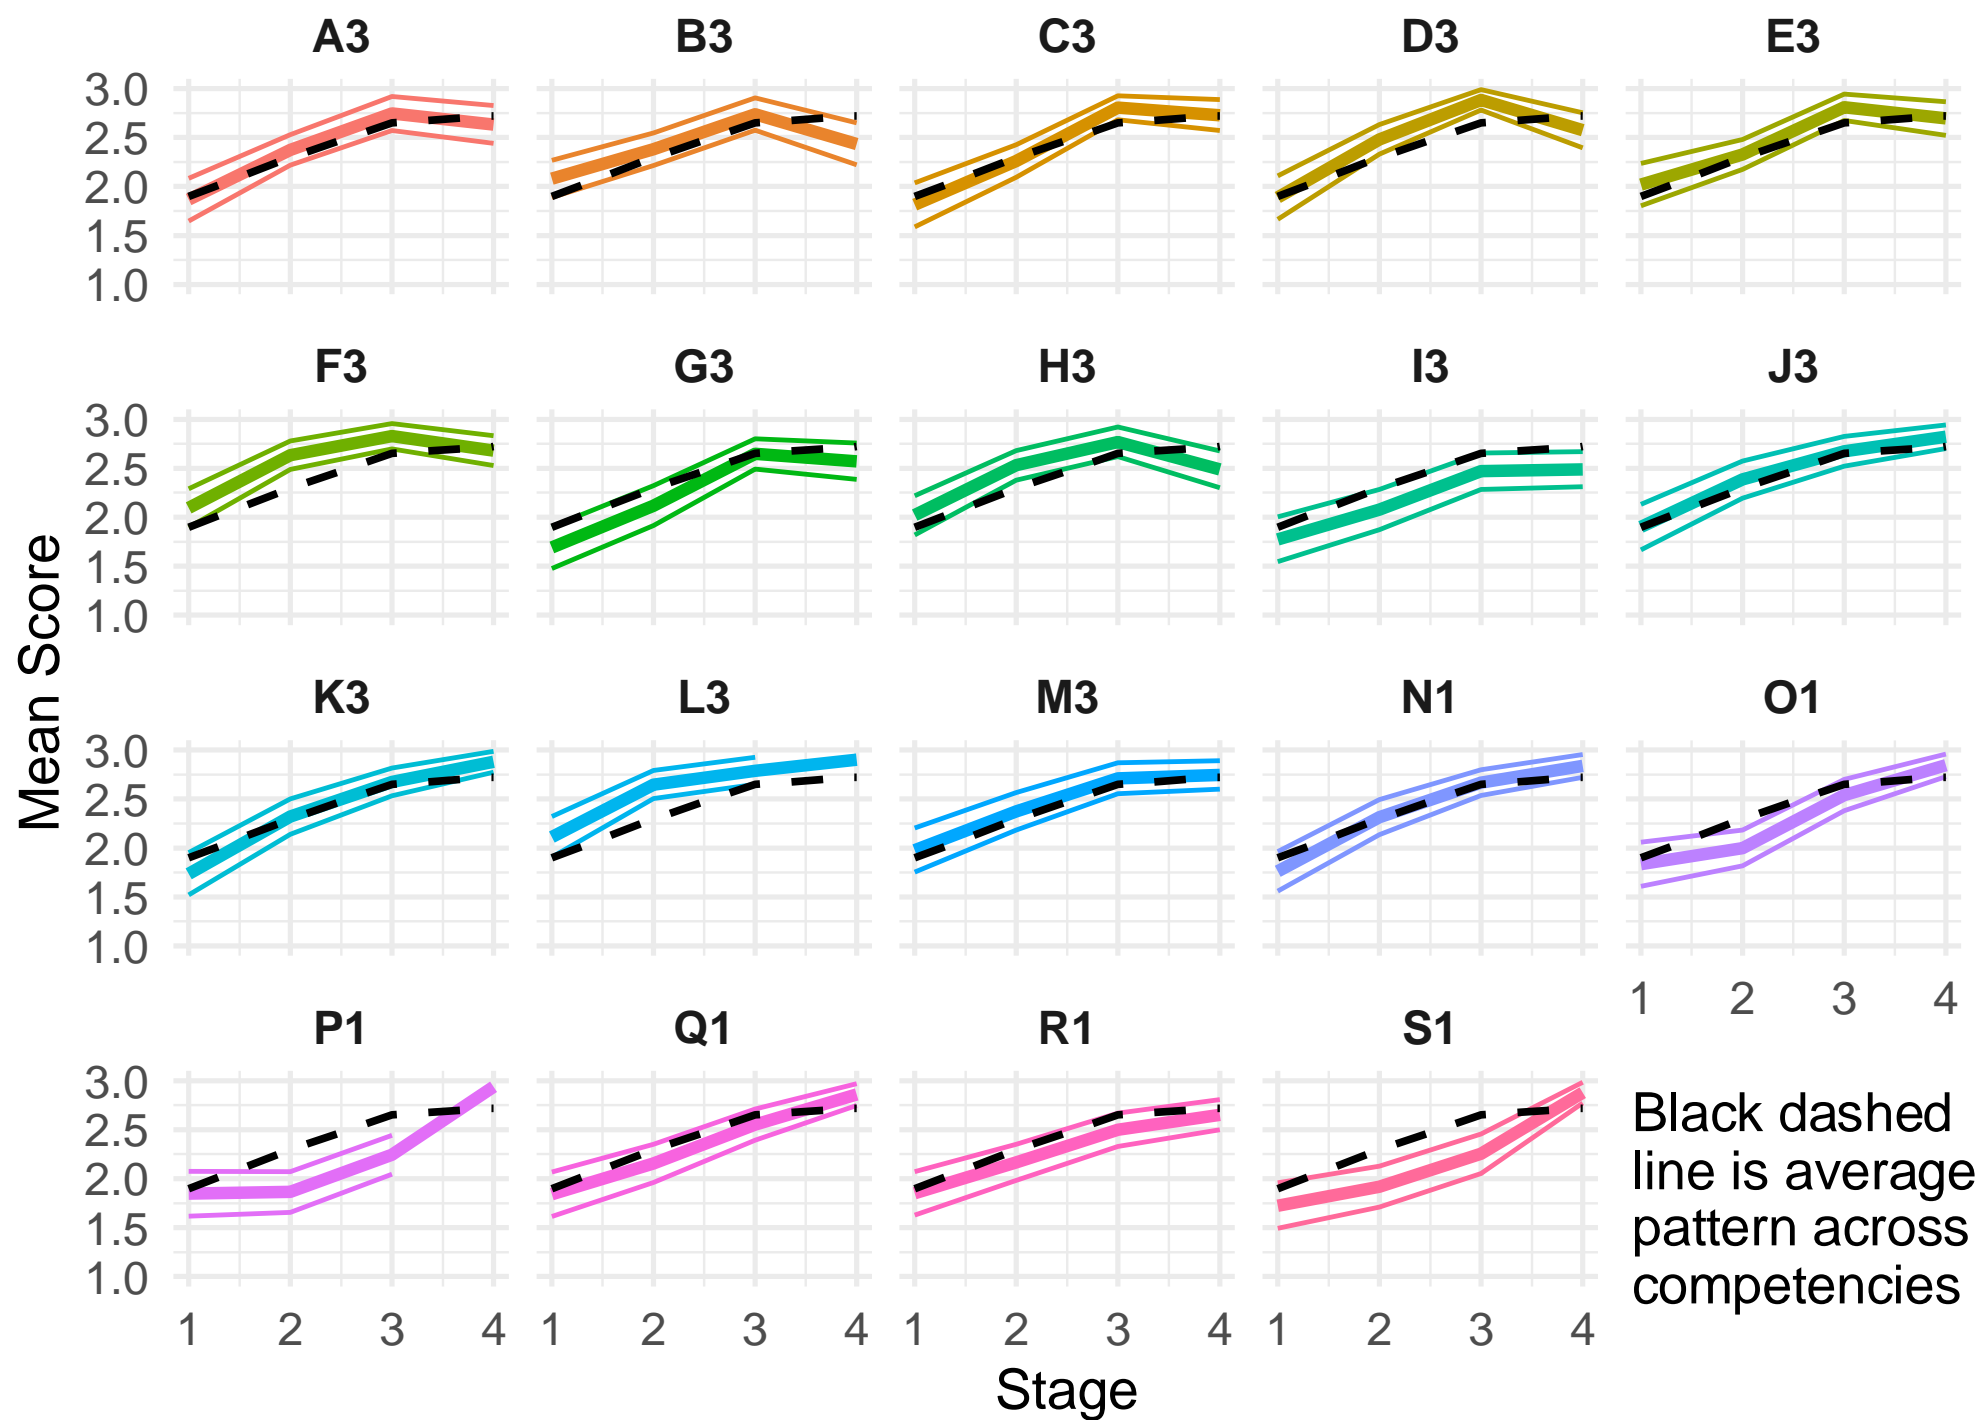 A3 B3 C3 D3 E3
3.0
2.5
2.0
1.5
1.0
F3 G3 H3 I3 J3
3.0
2.5
2.0
1.5
1.0
Mean Score
K3 L3 M3 N1 O1
3.0
2.5
2.0
1.5
1.0
1 2 3 4
P1 Q1 R1 S1
3.0
2.5
2.0
1.5
1.0
Black dashed
line is average
pattern across
competencies
1 2 3 4 1 2 3 4 1 2 3 4 1 2 3 4
Stage